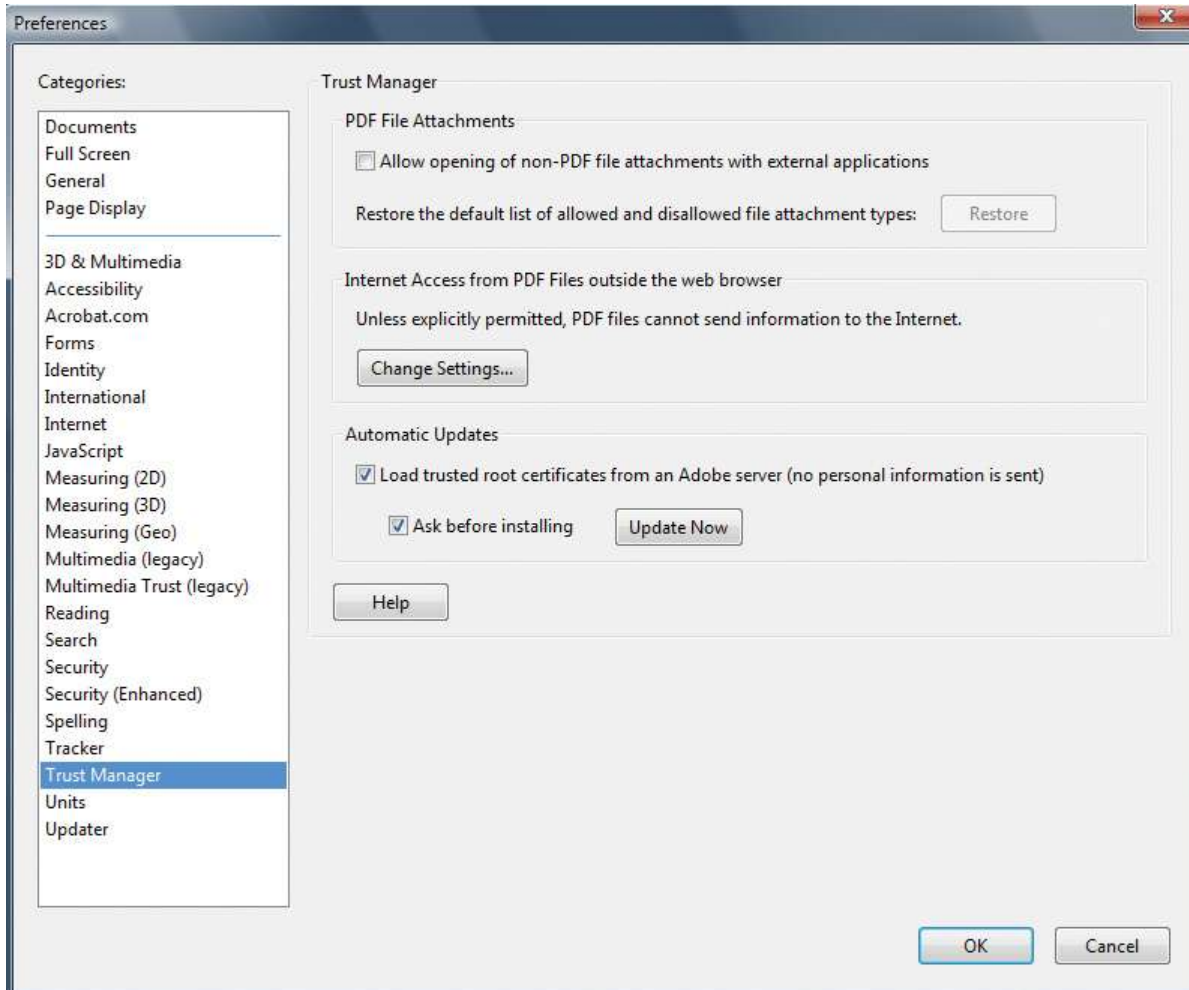 Preferences
Categories:
Documents
Full Screen
General
Page Display
3D & Multimedia
Accessibility
Acrobat.com
Forms
Identity
International
Internet
JavaScript
Measuring (2D)
Measuring (3D)
Measuring (Geo)
Multimedia (legacy)
Multimedia Trust (legacy)
Reading
Search
Security
Security (Enhanced)
Spelling
Tracker
Trust Manager
Units
Updater
Trust Manager
PDF File Attachments
Allow opening of non-PDF file attachments with external applications
Restore the default list of allowed and disallowed file attachment types: Restore
Internet Access from PDF Files outside the web browser
Unless explicitly permitted, PDF files cannot send information to the Internet.
Change Settings...
Automatic Updates
Load trusted root certificates from an Adobe server (no personal information is sent)
Ask before installing Update Now
Help
OK Cancel